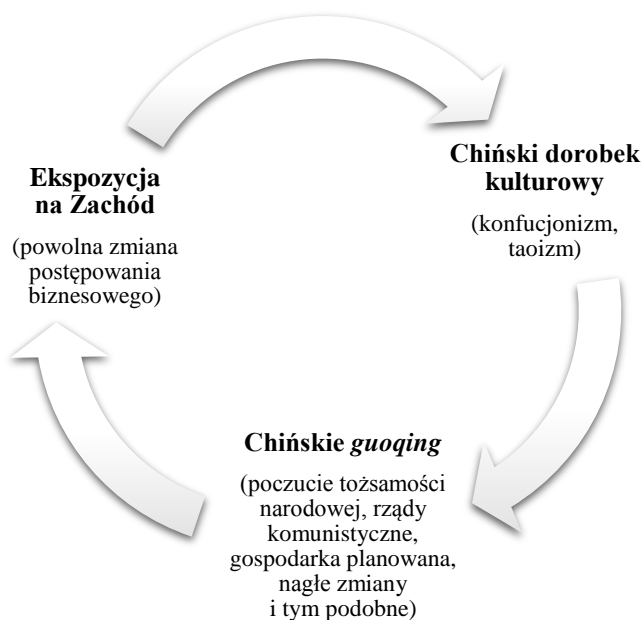 Ekspozycja
na Zachód
(powolna zmiana
postępowania
biznesowego)
Chiński dorobek
kulturowy
(konfucjonizm,
taoizm)
Chińskie guoqing
(poczucie tożsamości
narodowej, rządy
komunistyczne,
gospodarka planowana,
nagłe zmiany
i tym podobne)